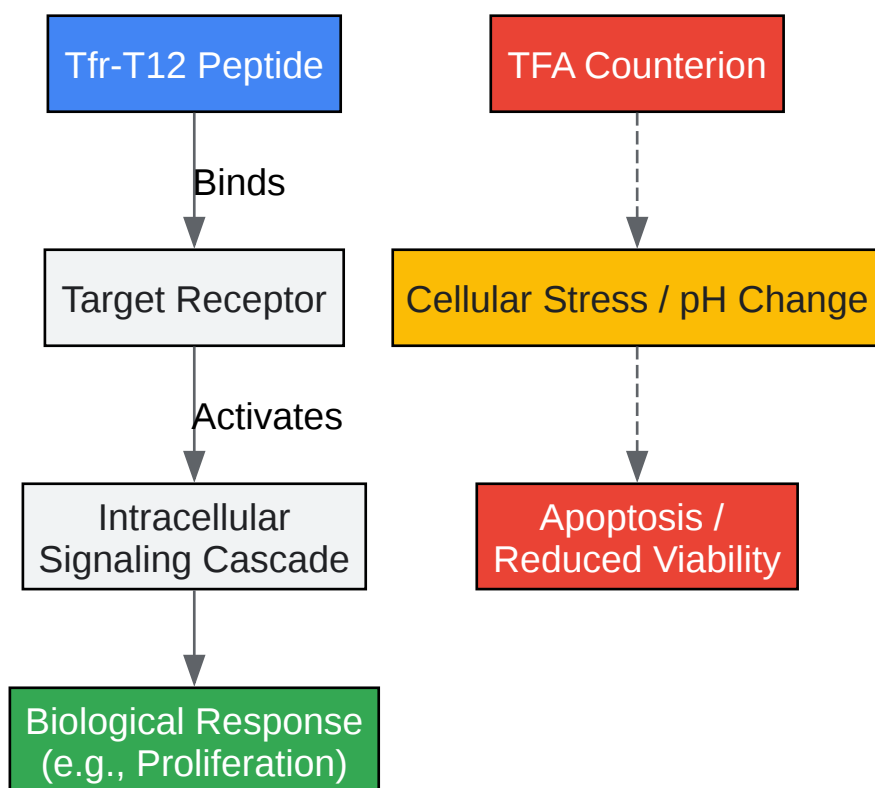 Tfr-T12 Peptide
TFA Counterion
Binds
Target Receptor
Cellular Stress / pH Change
Activates
Intracellular
Signaling Cascade
Apoptosis /
Reduced Viability
Biological Response
(e.g., Proliferation)